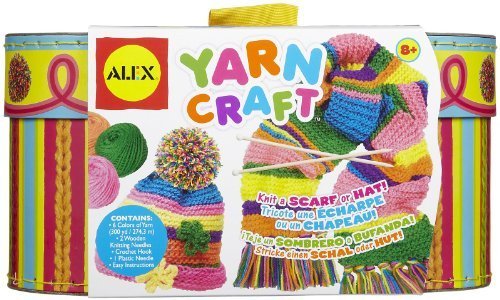 ALEX
YARN
CRAFT™
8+
Knit a SCARF or HAT!
Tricote une ÉCHARPE
ou un CHAPEAU!
¡Teje un SOMBRERO o BUFANDA!
Stricke einen SCHAL oder HUT!
CONTAINS:
• 6 Colors of Yarn
(300 yd / 274,3 m)
• 2 Wooden
Knitting Needles
• Crochet Hook
• 1 Plastic Needle
• Easy Instructions